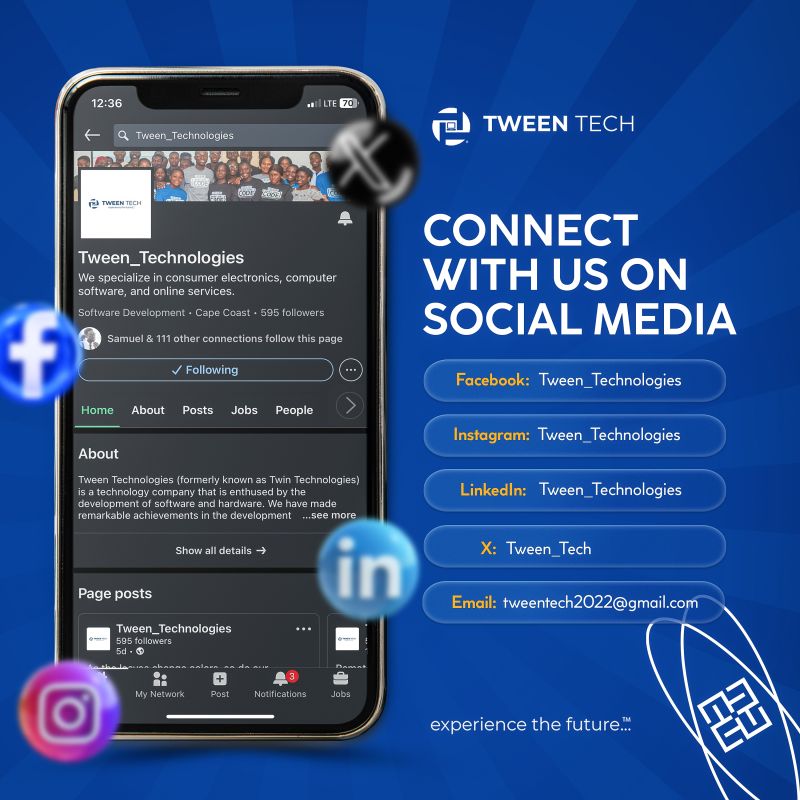 12:36
LTE 70
Tween_Technologies
TWEEN TECH
Tween_Technologies
We specialize in consumer electronics, computer
software, and online services.
Software Development • Cape Coast • 595 followers
Samuel & 111 other connections follow this page
✓ Following
Home About Posts Jobs People
About
Tween Technologies (formerly known as Twin Technologies)
is a technology company that is enthused by the
development of software and hardware. We have made
remarkable achievements in the development ...see more
Show all details →
Page posts
Tween_Technologies
595 followers
5d •
My Network Post Notifications Jobs
3
f
in
TWEEN TECH
CONNECT
WITH US ON
SOCIAL MEDIA
Facebook: Tween_Technologies
Instagram: Tween_Technologies
LinkedIn: Tween_Technologies
X: Tween_Tech
Email: tweentech2022@gmail.com
experience the future...™